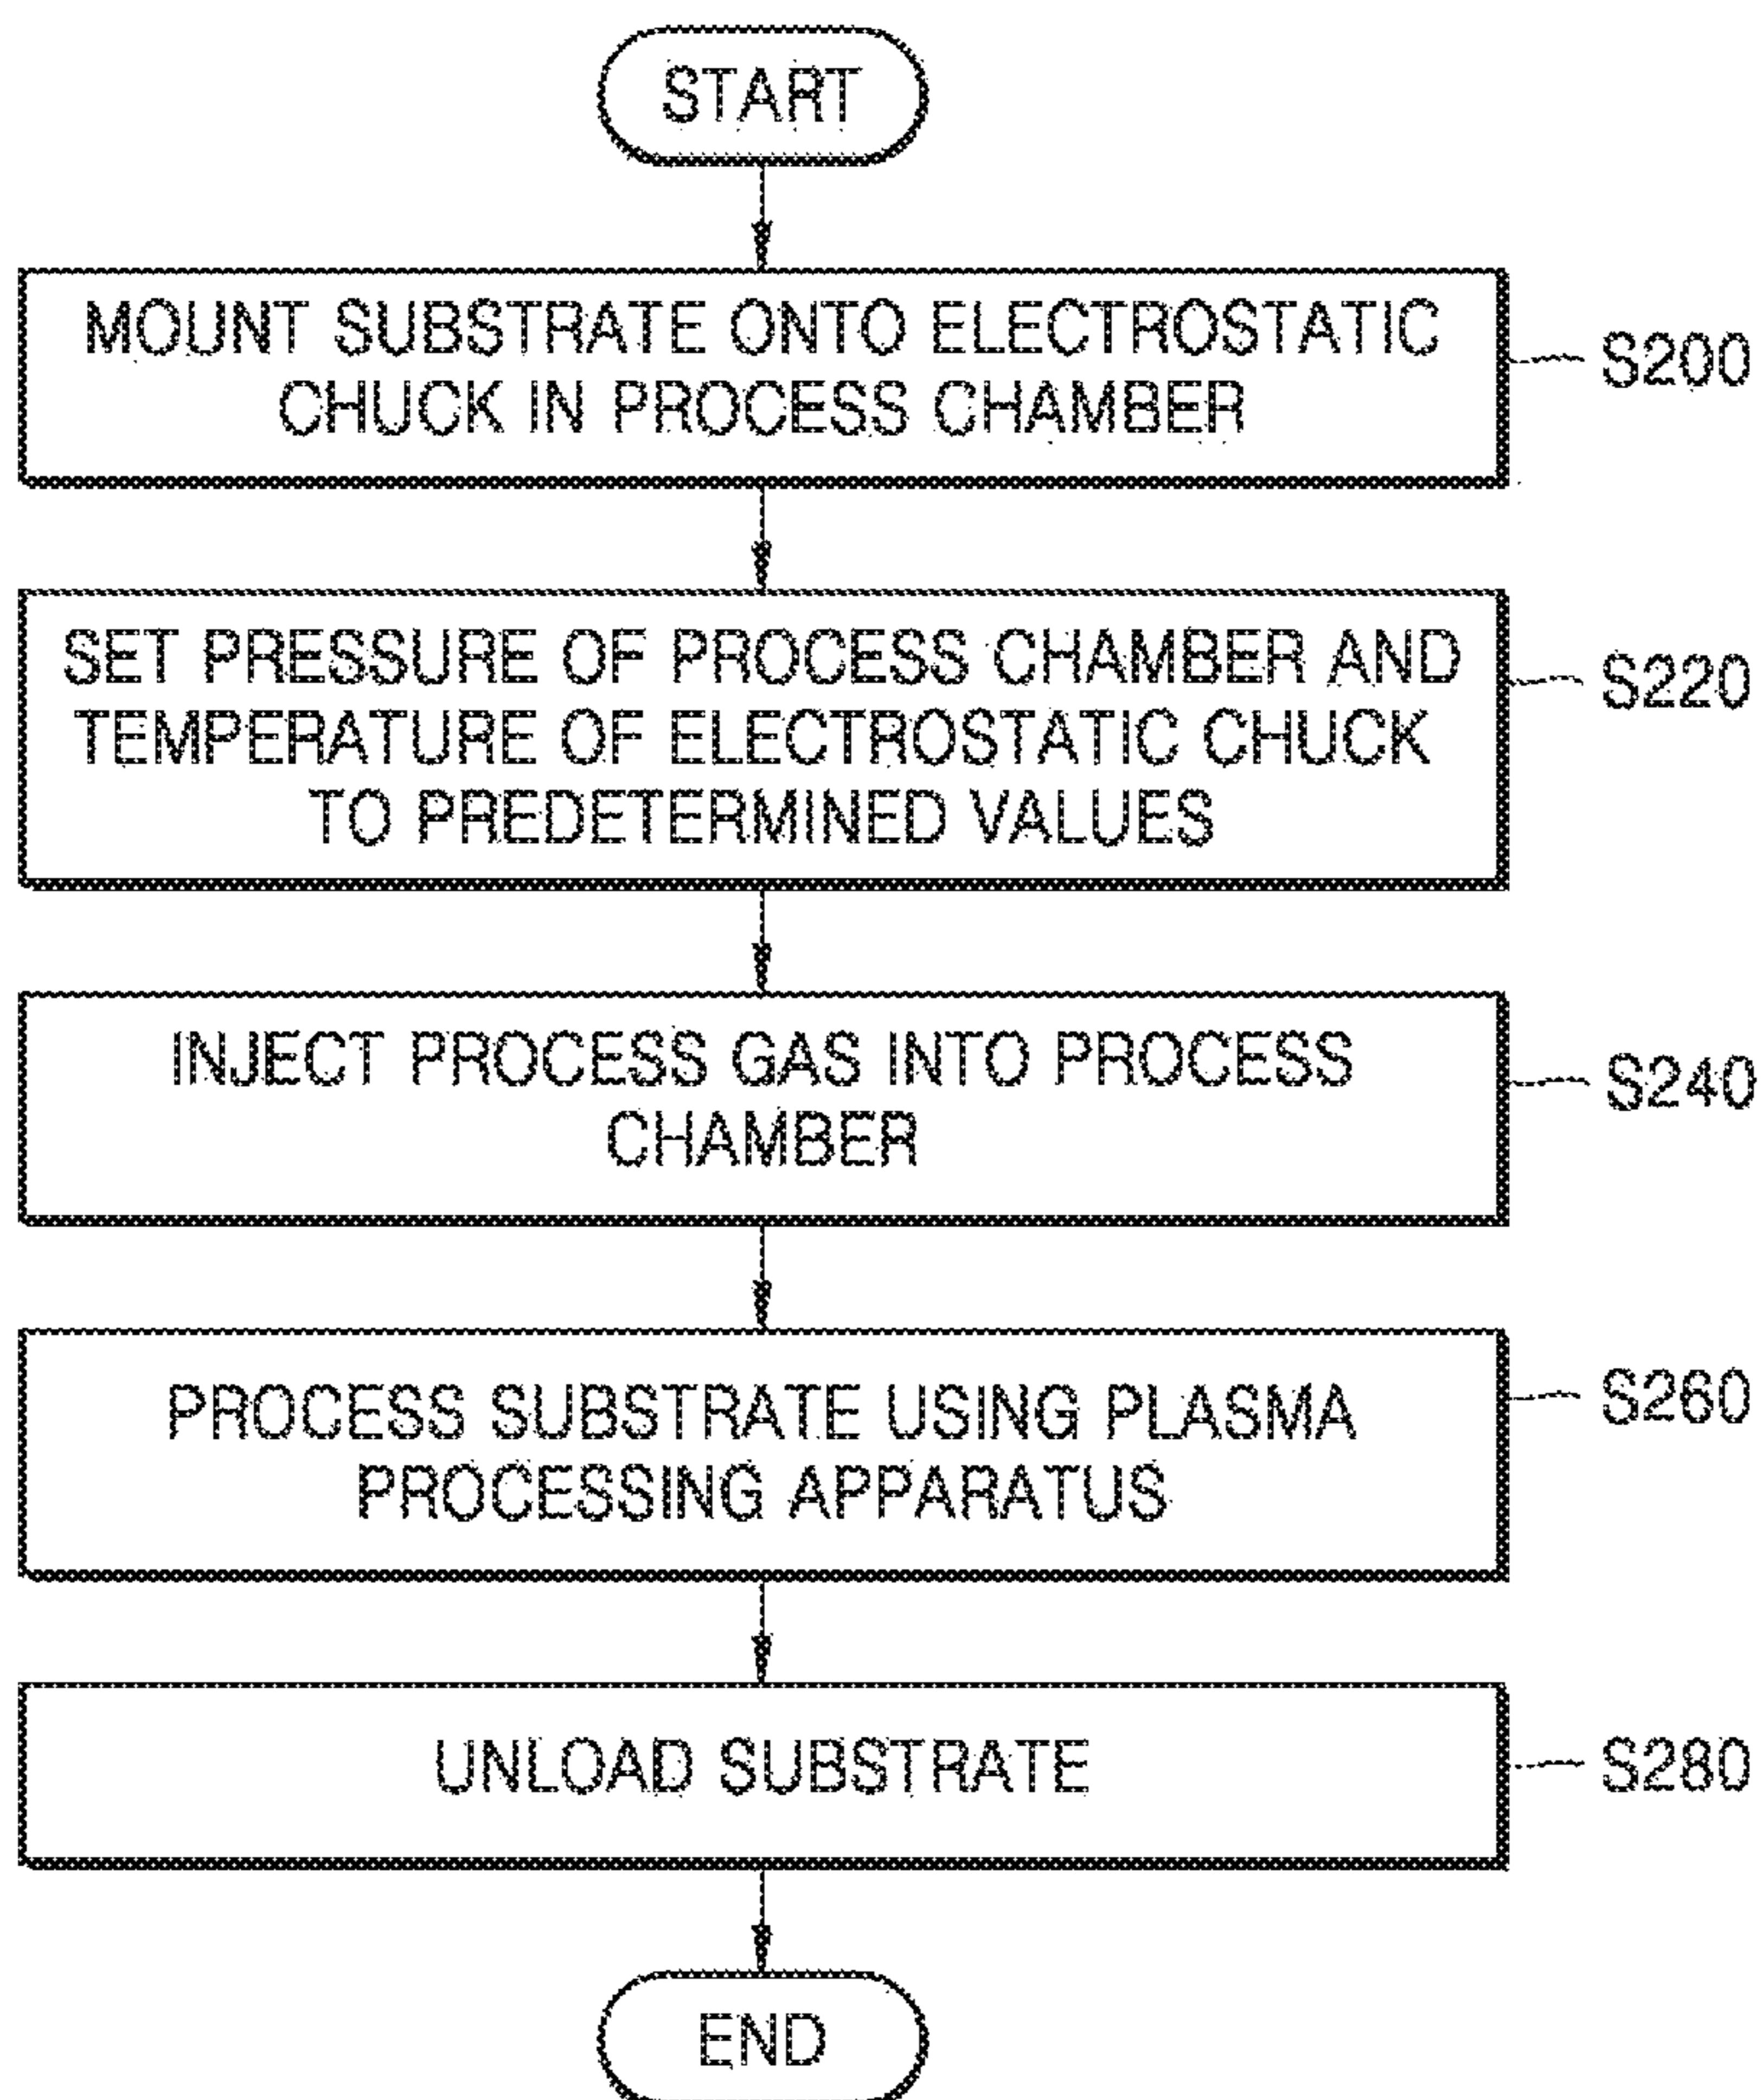 START
MOUNT SUBSTRATE ONTO ELECTROSTATIC
CHUCK IN PROCESS CHAMBER
S200
SET PRESSURE OF PROCESS CHAMBER AND
TEMPERATURE OF ELECTROSTATIC CHUCK
TO PREDETERMINED VALUES
S220
INJECT PROCESS GAS INTO PROCESS
CHAMBER
S240
PROCESS SUBSTRATE USING PLASMA
PROCESSING APPARATUS
S260
UNLOAD SUBSTRATE
S280
END